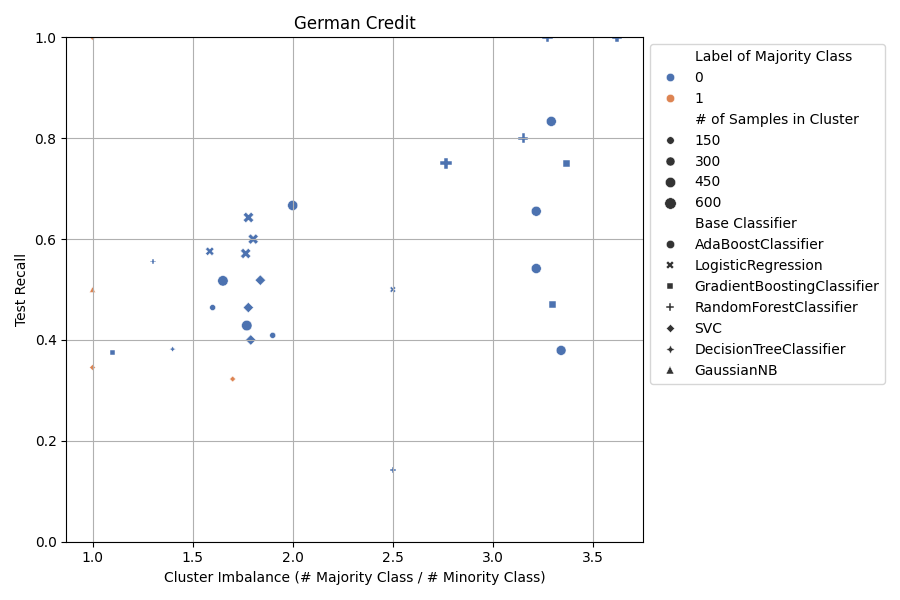 German Credit
1.0
0.8
0.6
0.4
0.2
0.0
Test Recall
1.0 1.5 2.0 2.5 3.0 3.5
Cluster Imbalance (# Majority Class / # Minority Class)
Label of Majority Class
0
1
# of Samples in Cluster
150
300
450
600
Base Classifier
AdaBoostClassifier
LogisticRegression
GradientBoostingClassifier
RandomForestClassifier
SVC
DecisionTreeClassifier
GaussianNB